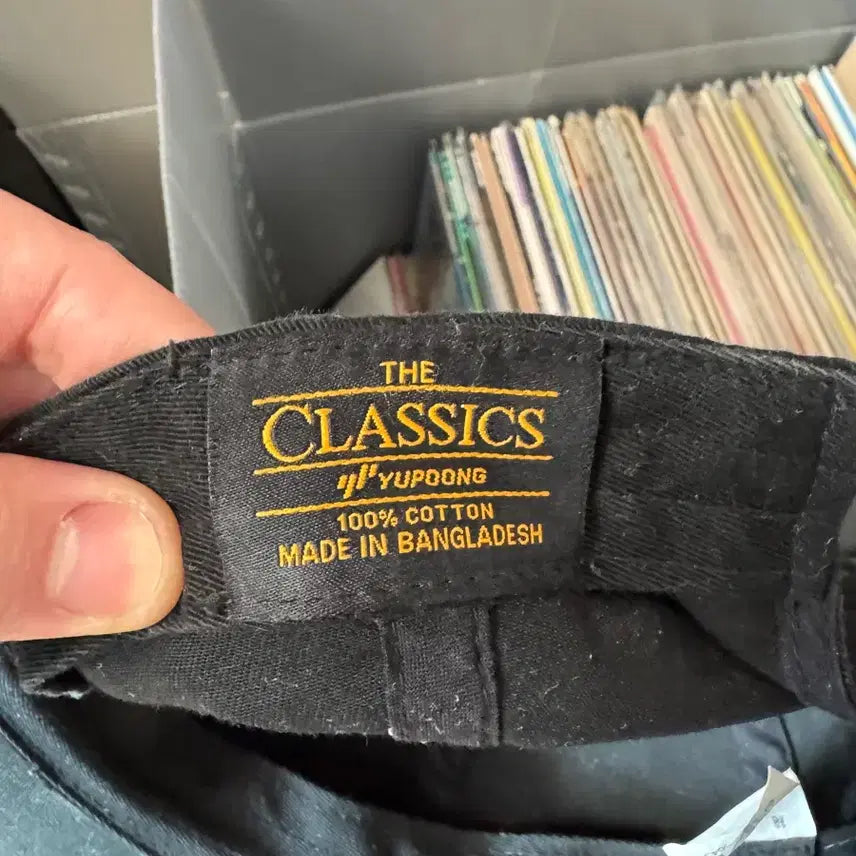 THE
CLASSICS
YUPOONG
100% COTTON
MADE IN BANGLADESH